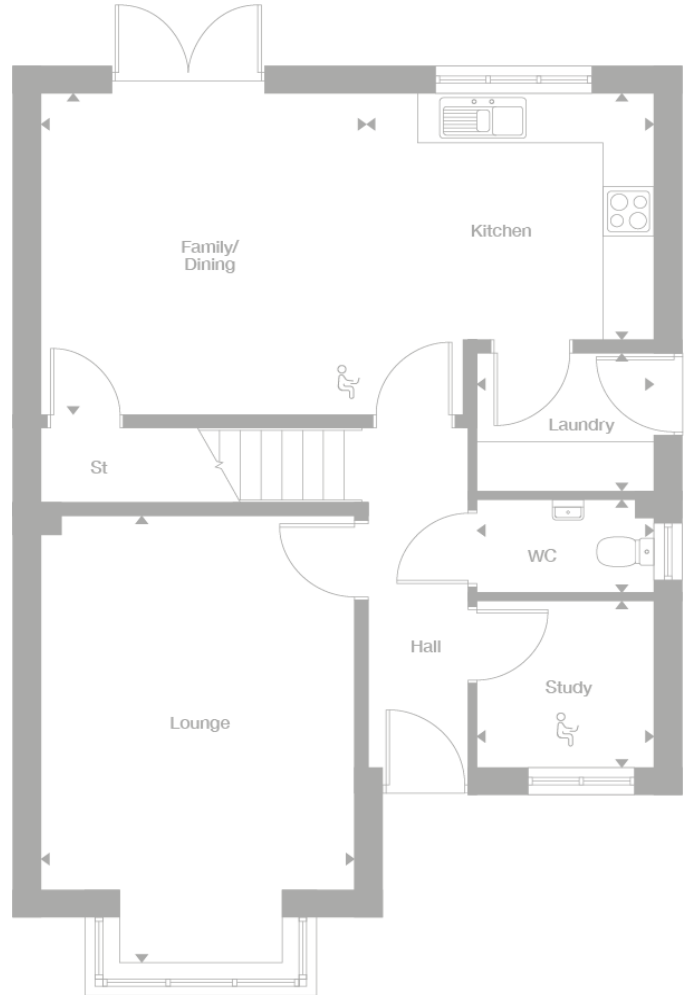 Family/
Dining
Kitchen
St
Laundry
WC
Hall
Study
Lounge